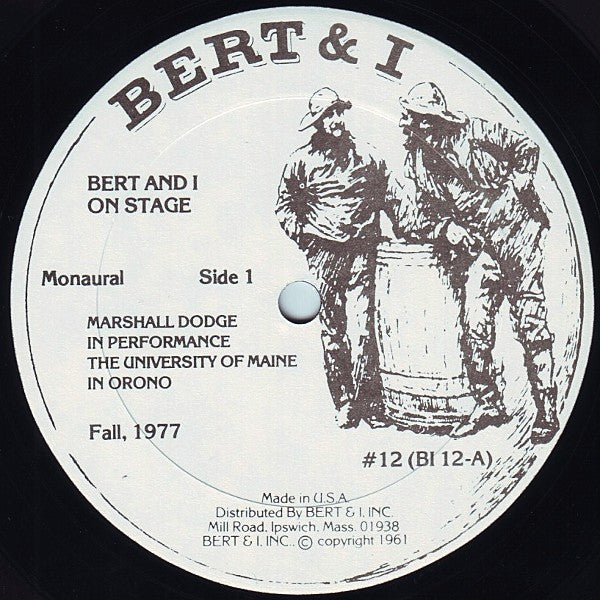 BERT & I
BERT AND I
ON STAGE
Monaural Side 1
MARSHALL DODGE
IN PERFORMANCE
THE UNIVERSITY OF MAINE
IN ORONO
Fall, 1977
#12 (BI 12-A)
Made in U.S.A.
Distributed By BERT & I. INC.
Mill Road, Ipswich, Mass. 01938
BERT & I. INC., © copyright 1961